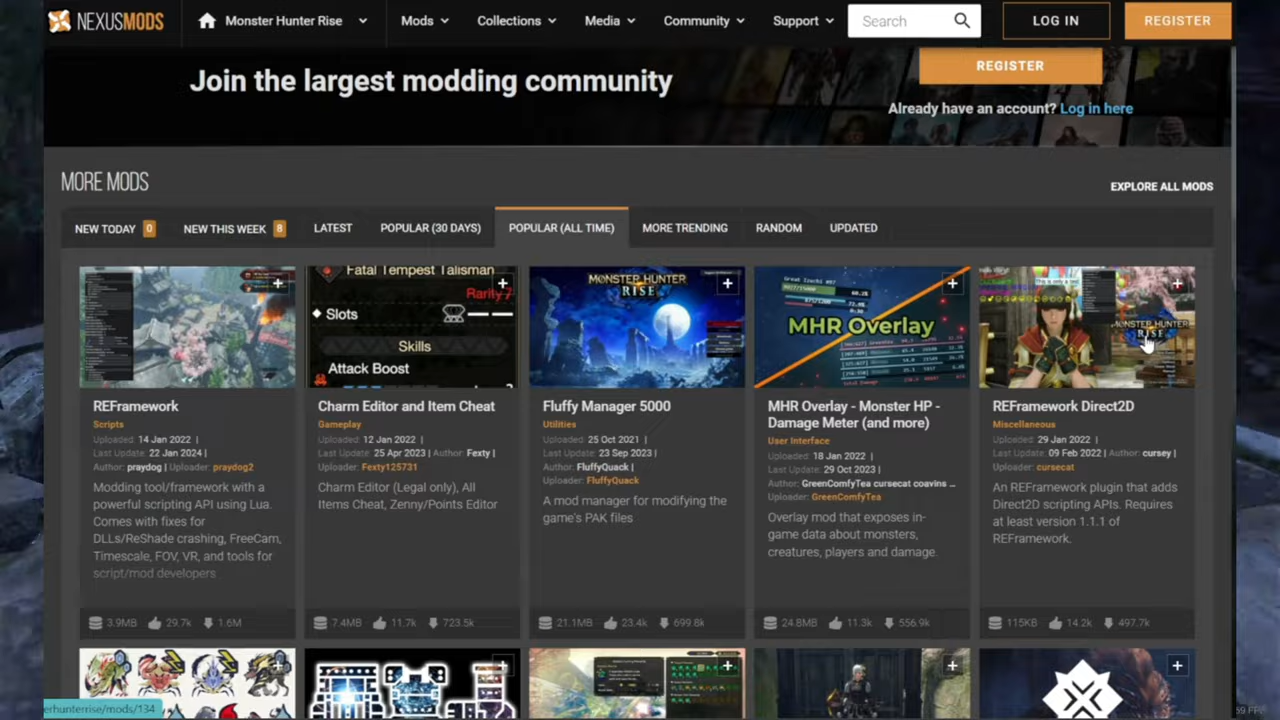 NEXUSMODS
Monster Hunter Rise
Mods
Collections
Media
Community
Support
Search
LOG IN
REGISTER
Join the largest modding community
REGISTER
Already have an account? Log in here
MORE MODS
EXPLORE ALL MODS
NEW TODAY 0
NEW THIS WEEK 8
LATEST
POPULAR (30 DAYS)
POPULAR (ALL TIME)
MORE TRENDING
RANDOM
UPDATED
Fatal Tempest Talisman
Rarity 7
Slots
Skills
Attack Boost
MONSTER HUNTER
RISE
MHR Overlay
MONSTER HUNTER
RISE
REFramework
Scripts
Uploaded: 14 Jan 2022 |
Last Update: 22 Jan 2024 |
Author: praydog | Uploader: praydog2
Modding tool/framework with a
powerful scripting API using Lua.
Comes with fixes for
DLLs/ReShade crashing, FreeCam,
Timescale, FOV, VR, and tools for
script/mod developers
3.9MB 29.7k 1.6M
Charm Editor and Item Cheat
Gameplay
Uploaded: 12 Jan 2022 |
Last Update: 25 Apr 2023 | Author: Fexty |
Uploader: Fexty125731
Charm Editor (Legal only), All
Items Cheat, Zenny/Points Editor
7.4MB 11.7k 723.5k
Fluffy Manager 5000
Utilities
Uploaded: 25 Oct 2021 |
Last Update: 23 Sep 2023 |
Author: FluffyQuack |
Uploader: FluffyQuack
A mod manager for modifying the
game's PAK files
21.1MB 23.4k 699.8k
MHR Overlay - Monster HP -
Damage Meter (and more)
User Interface
Uploaded: 18 Jan 2022 |
Last Update: 29 Oct 2023 |
Author: GreenComfyTea cursecat coavins ...
Uploader: GreenComfyTea
Overlay mod that exposes in-
game data about monsters,
creatures, players and damage.
24.8MB 11.3k 556.9k
REFramework Direct2D
Miscellaneous
Uploaded: 29 Jan 2022 |
Last Update: 09 Feb 2022 | Author: cursey |
Uploader: cursecat
An REFramework plugin that adds
Direct2D scripting APIs. Requires
at least version 1.1.1 of
REFramework.
115KB 14.2k 497.7k
erhunterrise/mods/134